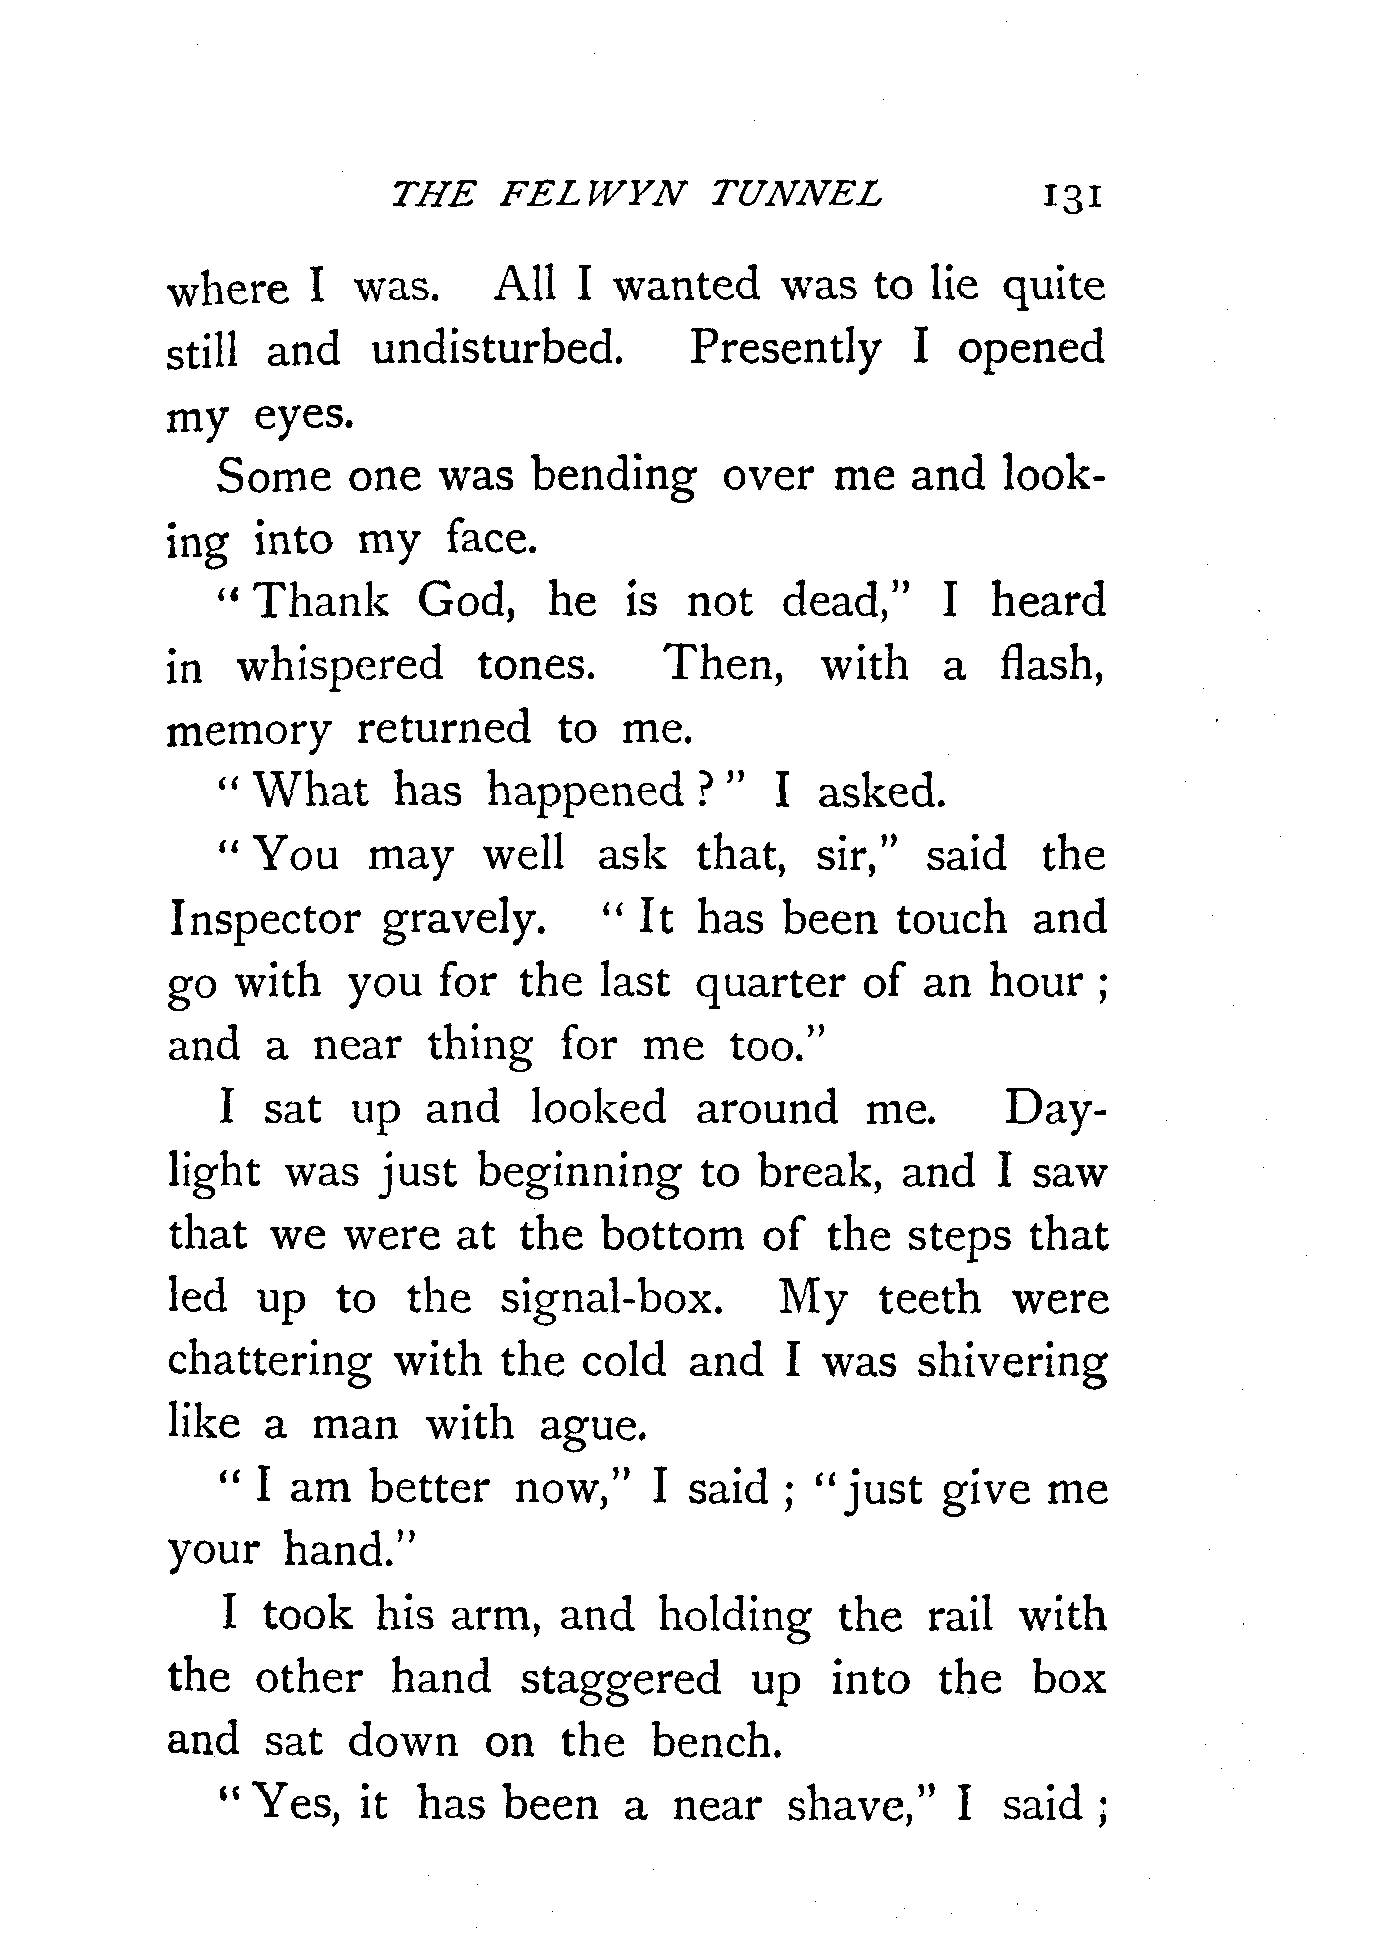 THE FELWYN TUNNEL 131
where I was. All I wanted was to lie quite
still and undisturbed. Presently I opened
my eyes.
Some one was bending over me and look-
ing into my face.
“Thank God, he is not dead,” I heard
in whispered tones. Then, with a flash,
memory returned to me.
“What has happened?” I asked.
“You may well ask that, sir,” said the
Inspector gravely. “It has been touch and
go with you for the last quarter of an hour;
and a near thing for me too.”
I sat up and looked around me. Day-
light was just beginning to break, and I saw
that we were at the bottom of the steps that
led up to the signal-box. My teeth were
chattering with the cold and I was shivering
like a man with ague.
“I am better now,” I said; “just give me
your hand.”
I took his arm, and holding the rail with
the other hand staggered up into the box
and sat down on the bench.
“Yes, it has been a near shave,” I said;